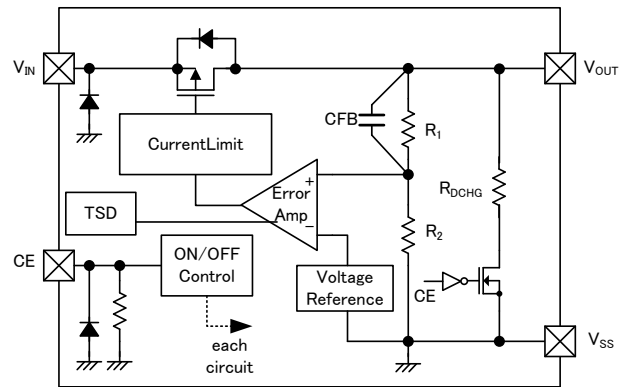 VIN
VOUT
CFB
R1
CurrentLimit
RDCHG
+
Error
Amp
−
TSD
R2
CE
ON/OFF
Control
Voltage
Reference
CE
each
circuit
VSS